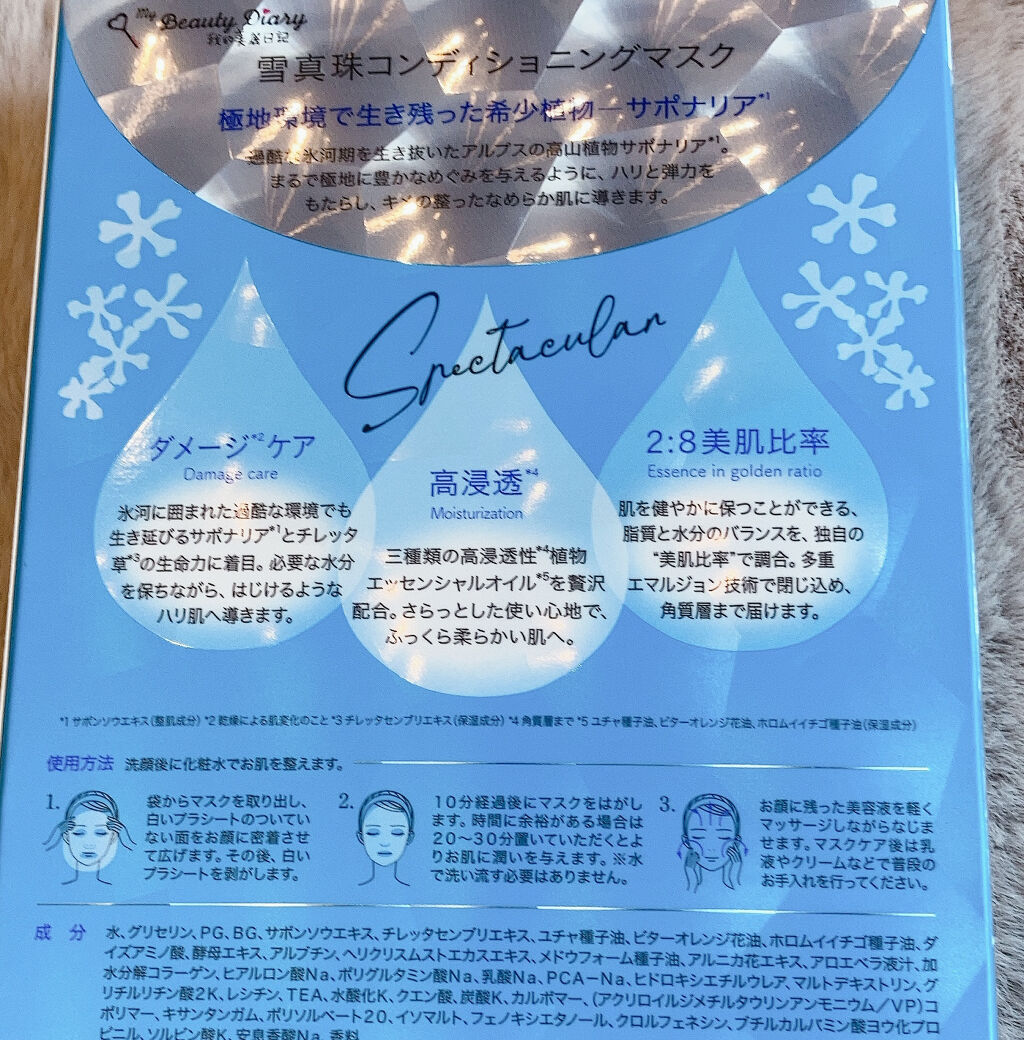 My Beauty Diary
我的美麗日記
雪真珠コンディショニングマスク
極地環境で生き残った希少植物—サポナリア*1
過酷な氷河期を生き抜いたアルプスの高山植物サポナリア*1。
まるで極地に豊かなめぐみを与えるように、ハリと弾力を
もたらし、キメの整ったなめらか肌に導きます。
Spectacular
ダメージ*2ケア
Damage care
氷河に囲まれた過酷な環境でも
生き延びるサポナリア*1とチレッタ
草*3の生命力に着目。必要な水分
を保ちながら、はじけるような
ハリ肌へ導きます。
高浸透*4
Moisturization
三種類の高浸透性*4植物
エッセンシャルオイル*5を贅沢
配合。さらっとした使い心地で、
ふっくら柔らかい肌へ。
2:8美肌比率
Essence in golden ratio
肌を健やかに保つことができる、
脂質と水分のバランスを、独自の
“美肌比率”で調合。多重
エマルジョン技術で閉じ込め、
角質層まで届けます。
*1 サボンソウエキス(整肌成分) *2 乾燥による肌変化のこと *3 チレッタセンブリエキス(保湿成分) *4 角質層まで *5 ユチャ種子油、ビターオレンジ花油、ホロムイイチゴ種子油(保湿成分)
使用方法 洗顔後に化粧水でお肌を整えます。
1.
袋からマスクを取り出し、
白いプラシートのついてい
ない面をお顔に密着させ
て広げます。その後、白い
プラシートを剥がします。
2.
10分経過後にマスクをはがし
ます。時間に余裕がある場合は
20〜30分置いていただくとよ
りお肌に潤いを与えます。※水
で洗い流す必要はありません。
3.
お顔に残った美容液を軽く
マッサージしながらなじま
せます。マスクケア後は乳
液やクリームなどで普段の
お手入れを行ってください。
成 分 水、グリセリン、PG、BG、サボンソウエキス、チレッタセンブリエキス、ユチャ種子油、ビターオレンジ花油、ホロムイイチゴ種子油、ダ
イズアミノ酸、酵母エキス、アルブチン、ヘリクリスムストエカスエキス、メドウフォーム種子油、アルニカ花エキス、アロエベラ液汁、加
水分解コラーゲン、ヒアルロン酸Na、ポリグルタミン酸Na、乳酸Na、PCA-Na、ヒドロキシエチルウレア、マルトデキストリン、グ
リチルリチン酸2K、レシチン、TEA、水酸化K、クエン酸、炭酸K、カルボマー、(アクリロイルジメチルタウリンアンモニウム/VP)コ
ポリマー、キサンタンガム、ポリソルベート20、イソマルト、フェノキシエタノール、クロルフェネシン、ブチルカルバミン酸ヨウ化プロ
ピニル、ソルビン酸K、安息香酸Na、香料